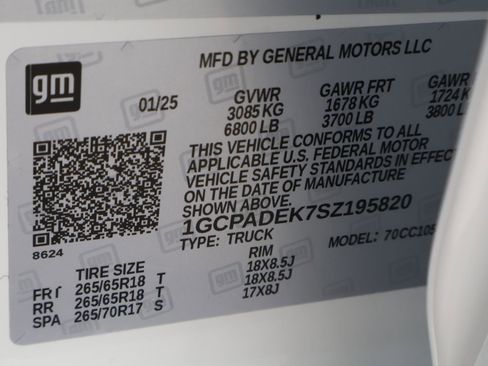 gm
MFD BY GENERAL MOTORS LLC
01/25 GVWR GAWR FRT GAWR
3085 KG 1678 KG 1724 K
6800 LB 3700 LB 3800
THIS VEHICLE CONFORMS TO ALL
APPLICABLE U.S. FEDERAL MOTOR
VEHICLE SAFETY STANDARDS IN EFFECT
ON THE DATE OF MANUFACTURE
SHOWN ABOVE.
1GCPADEK7SZ195820
TYPE: TRUCK MODEL: 70CC105
8624
TIRE SIZE RIM
FRT 265/65R18 T 18X8.5J
RR 265/65R18 T 18X8.5J
SPA 265/70R17 S 17X8J